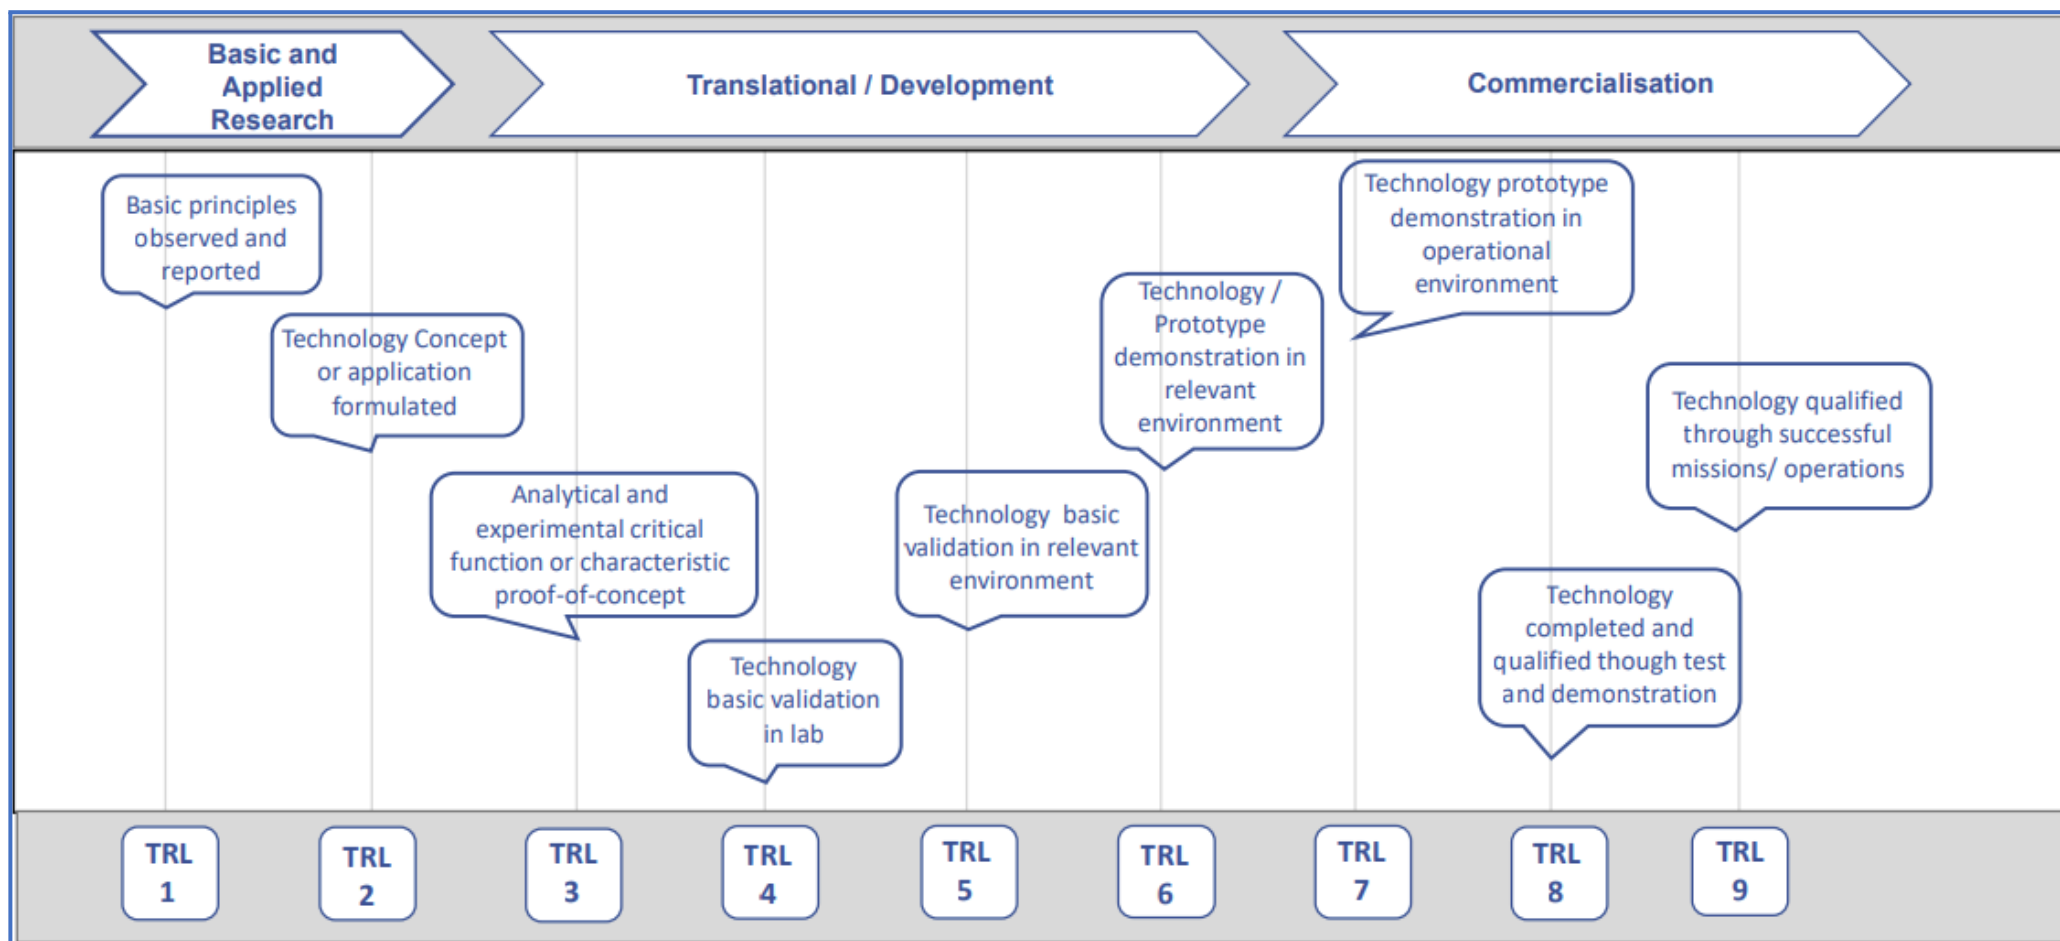 Basic and
Applied
Research
Translational / Development
Commercialisation
Basic principles
observed and
reported
Technology Concept
or application
formulated
Analytical and
experimental critical
function or characteristic
proof-of-concept
Technology
basic validation
in lab
Technology  basic
validation in relevant
environment
Technology /
Prototype
demonstration in
relevant
environment
Technology prototype
demonstration in
operational
environment
Technology
completed and
qualified though test
and demonstration
Technology qualified
through successful
missions/ operations
TRL
1
TRL
2
TRL
3
TRL
4
TRL
5
TRL
6
TRL
7
TRL
8
TRL
9